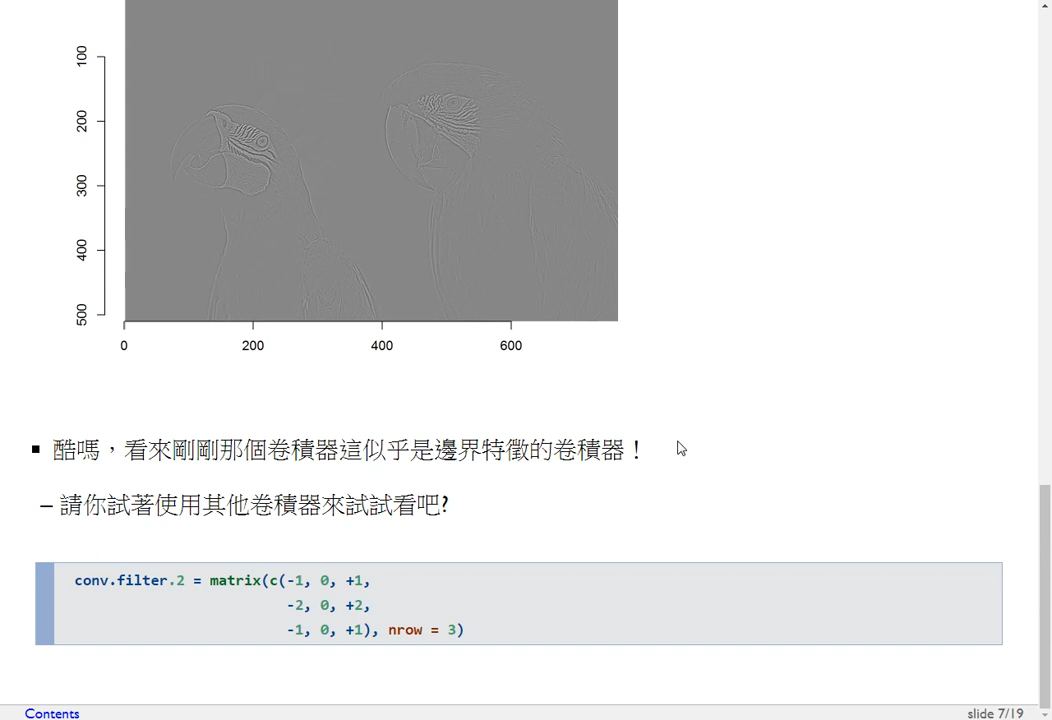 100
200
300
400
500
0 200 400 600
▪ 酷嗎，看來剛剛那個卷積器這似乎是邊界特徵的卷積器！
– 請你試著使用其他卷積器來試試看吧?
conv.filter.2 = matrix(c(-1, 0, +1,
-2, 0, +2,
-1, 0, +1), nrow = 3)
Contents slide 7/19